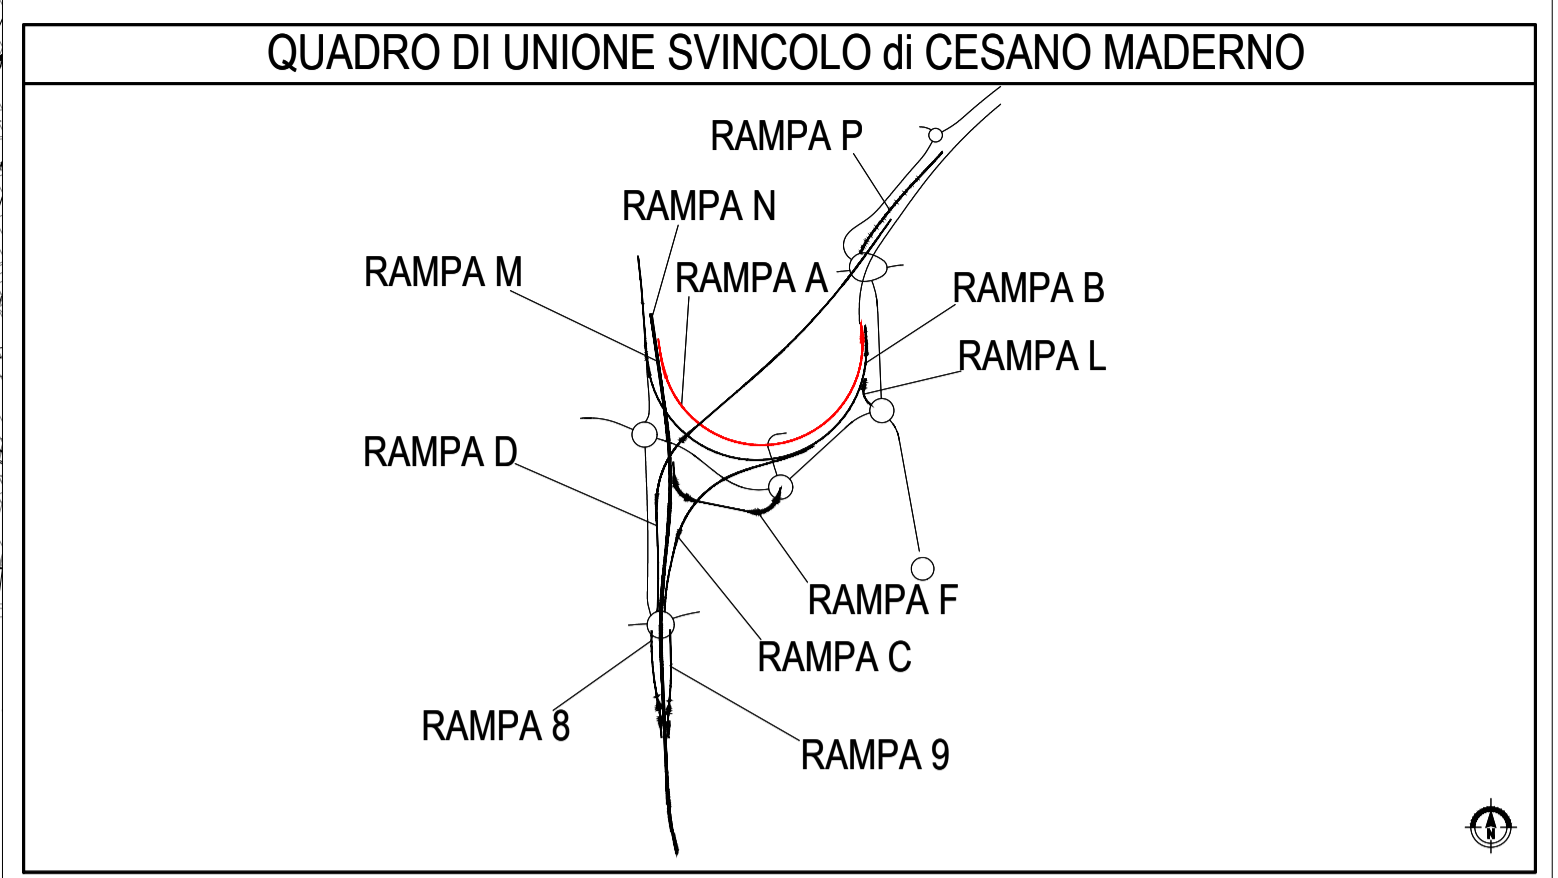 QUADRO DI UNIONE SVINCOLO di CESANO MADERNO
RAMPA P
RAMPA N
RAMPA M
RAMPA A
RAMPA B
RAMPA L
RAMPA D
RAMPA F
RAMPA C
RAMPA 8
RAMPA 9
N